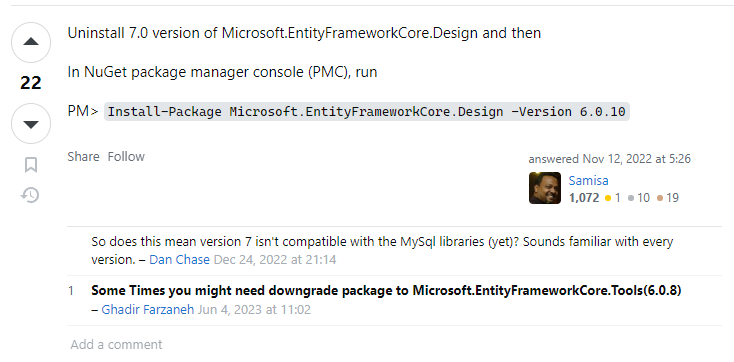 Uninstall 7.0 version of Microsoft.EntityFrameworkCore.Design and then
22
In NuGet package manager console (PMC), run
PM> Install-Package Microsoft.EntityFrameworkCore.Design -Version 6.0.10
Share Follow
answered Nov 12, 2022 at 5:26
Samisa
1,072 ●1 ●10 ●19
So does this mean version 7 isn't compatible with the MySql libraries (yet)? Sounds familiar with every
version. – Dan Chase Dec 24, 2022 at 21:14
1 Some Times you might need downgrade package to Microsoft.EntityFrameworkCore.Tools(6.0.8)
– Ghadir Farzaneh Jun 4, 2023 at 11:02
Add a comment